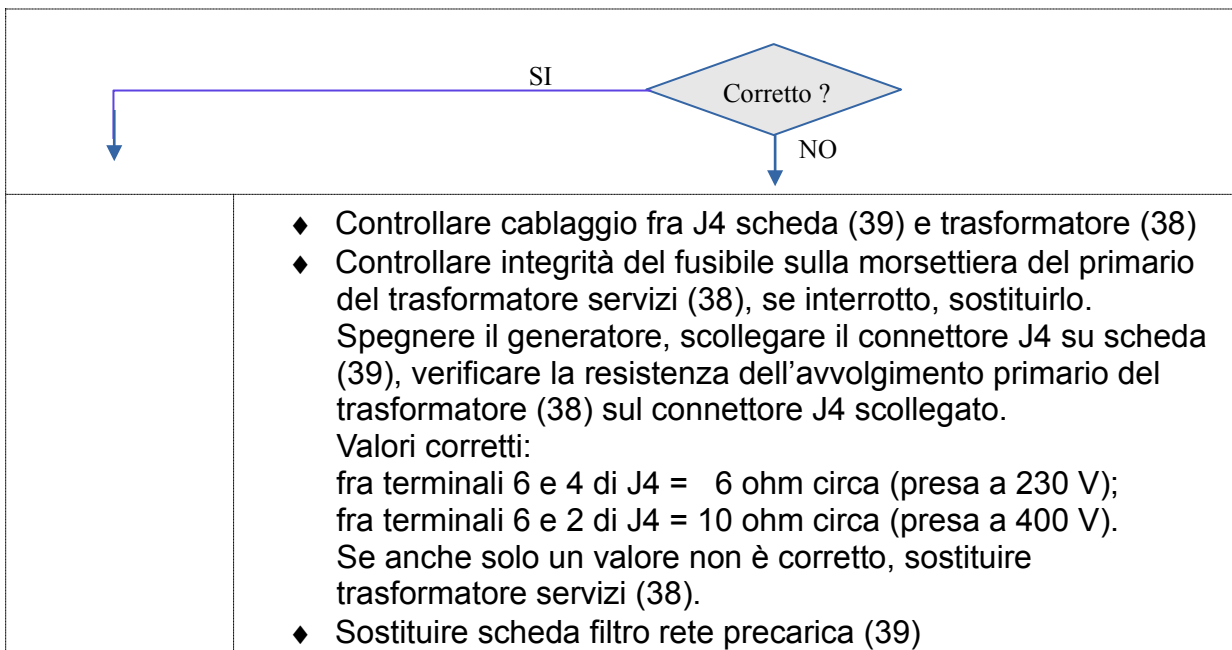 SI
Corretto ?
NO
♦ Controllare cablaggio fra J4 scheda (39) e trasformatore (38)
♦ Controllare integrità del fusibile sulla morsettiera del primario
del trasformatore servizi (38), se interrotto, sostituirlo.
Spegnere il generatore, scollegare il connettore J4 su scheda
(39), verificare la resistenza dell’avvolgimento primario del
trasformatore (38) sul connettore J4 scollegato.
Valori corretti:
fra terminali 6 e 4 di J4 =   6 ohm circa (presa a 230 V);
fra terminali 6 e 2 di J4 = 10 ohm circa (presa a 400 V).
Se anche solo un valore non è corretto, sostituire
trasformatore servizi (38).
♦ Sostituire scheda filtro rete precarica (39)